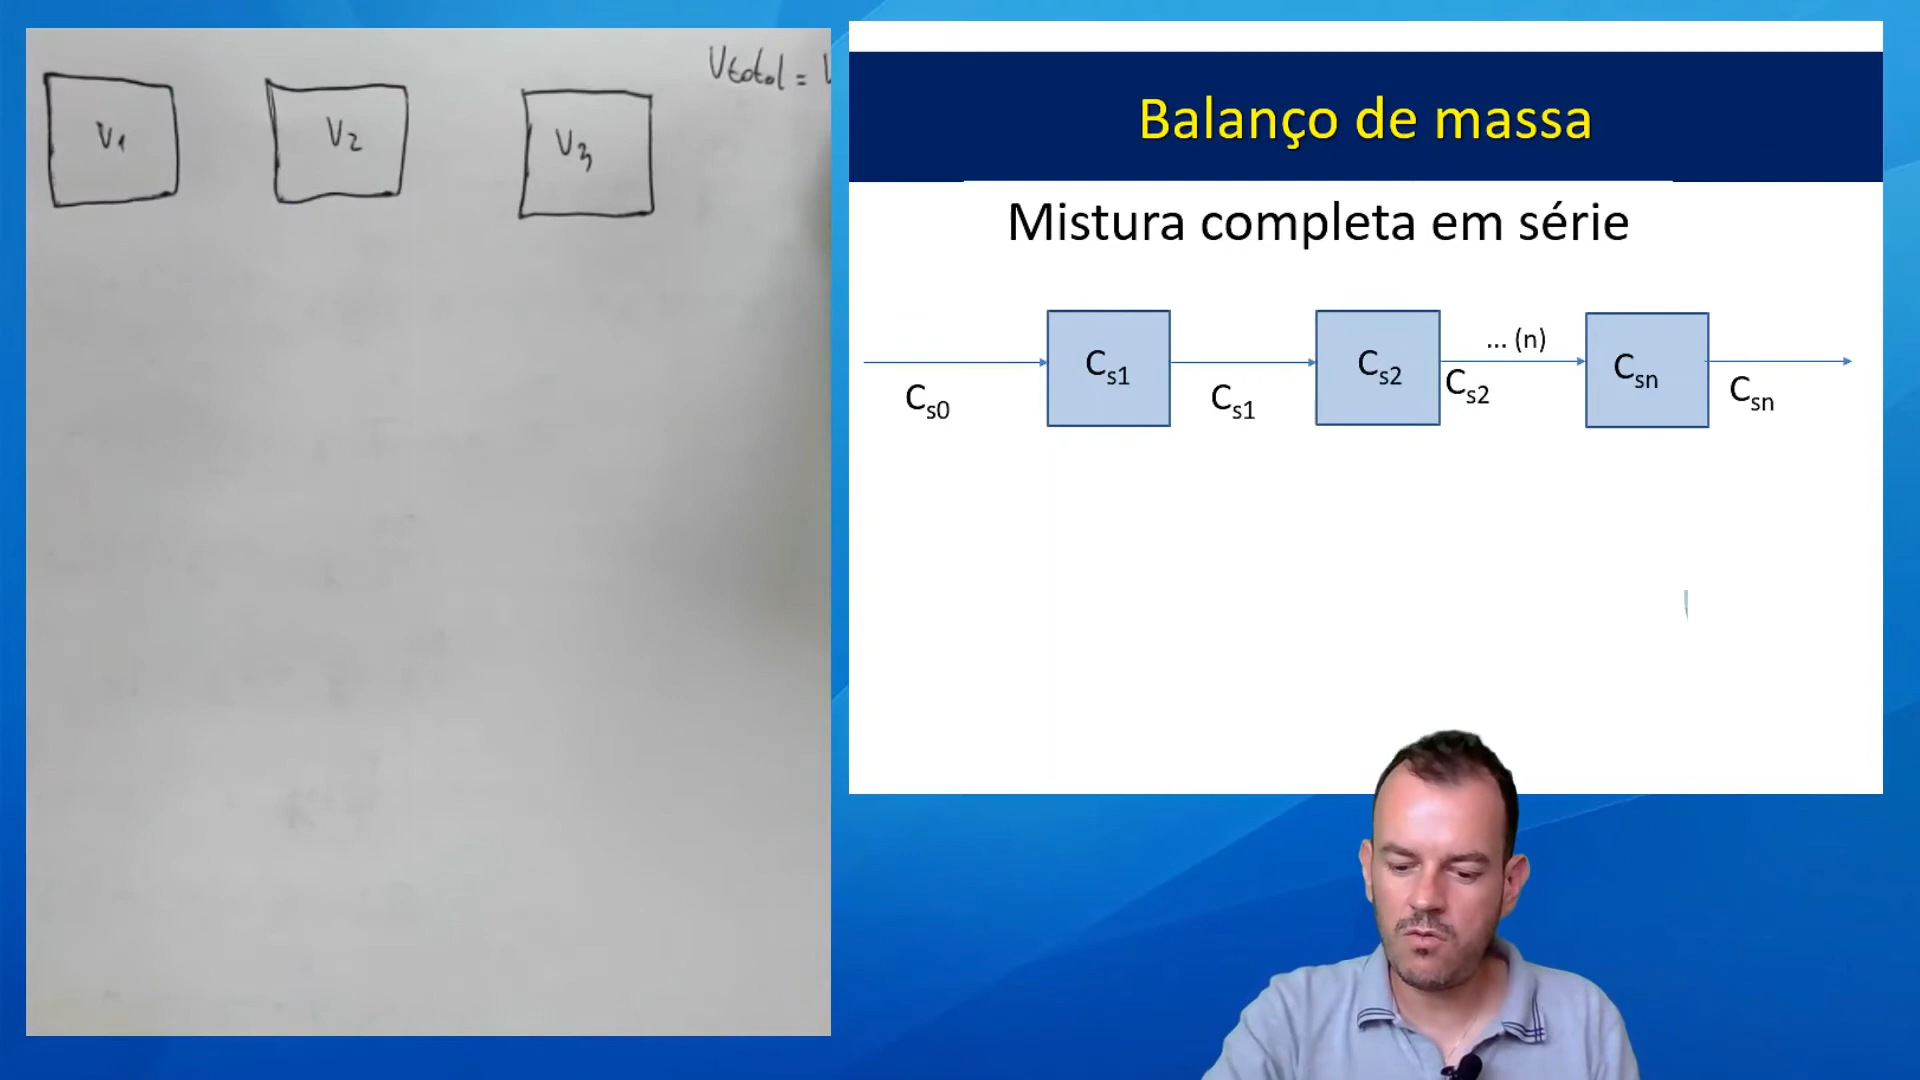 V1 V2 V3 Vtotal =
Balanço de massa
Mistura completa em série
Cs1 Cs2 ... (n) Csn
Cs0 Cs1 Cs2 Csn